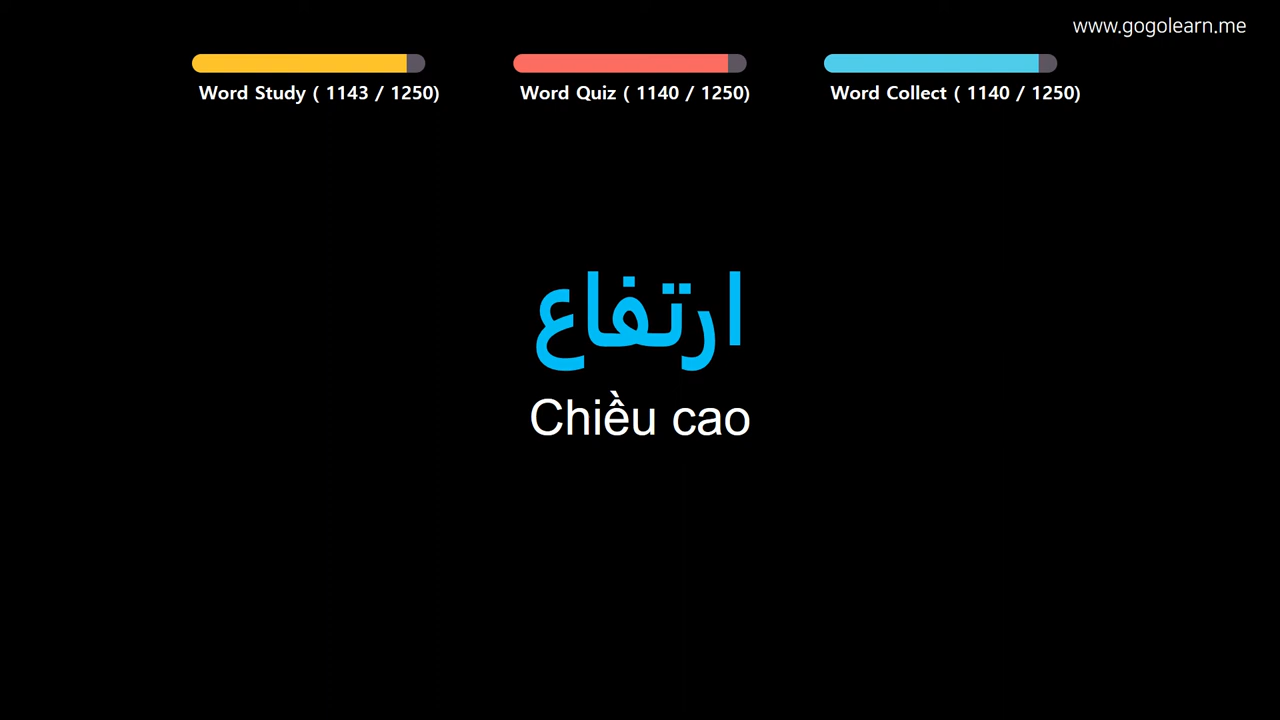 www.gogolearn.me
Word Study ( 1143 / 1250)
Word Quiz ( 1140 / 1250)
Word Collect ( 1140 / 1250)
ارتفاع
Chiều cao